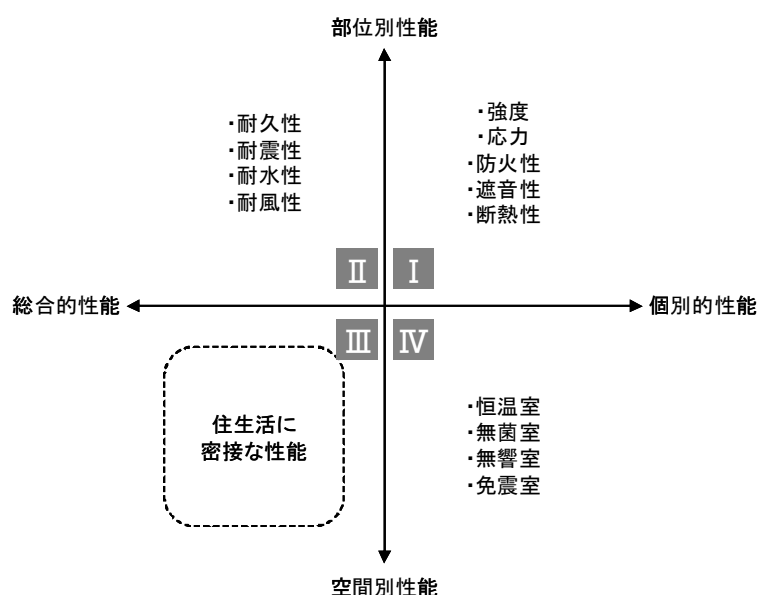 部位別性能
・耐久性
・耐震性
・耐水性
・耐風性
・強度
・応力
・防火性
・遮音性
・断熱性
Ⅱ Ⅰ
総合的性能
個別的性能
Ⅲ Ⅳ
住生活に
密接な性能
・恒温室
・無菌室
・無響室
・免震室
空間別性能